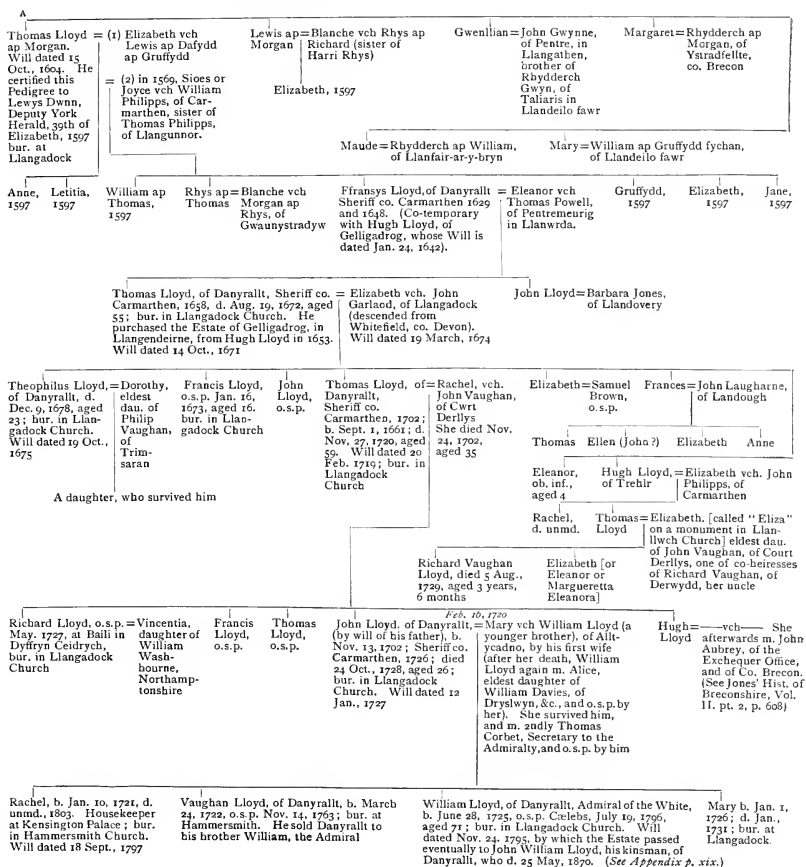 A
Thomas Lloyd = (1) Elizabeth vch
ap Morgan. Lewis ap Dafydd
Will dated 15 ap Gruffydd
Oct., 1604. He
certified this = (2) in 1569, Sioes or
Pedigree to Joyce vch William
Lewys Dwnn, Philipps, of Car-
Deputy York marthen, sister of
Herald, 39th of Thomas Philipps,
Elizabeth, 1597 of Llangunnor.
bur. at
Llangadock
Lewis ap=Blanche vch Rhys ap
Morgan Richard (sister of
Harri Rhys)
Elizabeth, 1597
Gwenllian=John Gwynne,
of Pentre, in
Llangathen,
brother of
Rhydderch
Gwyn, of
Taliaris in
Llandeilo fawr
Margaret=Rhydderch ap
Morgan, of
Ystradfellte,
co. Brecon
Maude=Rhydderch ap William,
of Llanfair-ar-y-bryn
Mary=William ap Gruffydd fychan,
of Llandeilo fawr
Anne,
1597
Letitia,
1597
William ap
Thomas,
1597
Rhys ap=Blanche vch
Thomas Morgan ap
Rhys, of
Gwaunystradyw
Ffransys Lloyd, of Danyrallt = Eleanor vch
Sheriff co. Carmarthen 1629 Thomas Powell,
and 1648. (Co-temporary of Pentremeurig
with Hugh Lloyd, of in Llanwrda.
Gelligadrog, whose Will is
dated Jan. 24, 1642).
Gruffydd,
1597
Elizabeth,
1597
Jane,
1597
Thomas Lloyd, of Danyrallt, Sheriff co. = Elizabeth vch. John
Carmarthen, 1658, d. Aug. 19, 1672, aged Garlaod, of Llangadock
55; bur. in Llangadock Church. He (descended from
purchased the Estate of Gelligadrog, in Whitefield, co. Devon).
Llangendeirne, from Hugh Lloyd in 1653. Will dated 19 March, 1674
Will dated 14 Oct., 1671
John Lloyd=Barbara Jones,
of Llandovery
Theophilus Lloyd,=Dorothy,
of Danyrallt, d. eldest
Dec. 9, 1678, aged dau. of
23; bur. in Llan- Philip
gadock Church. Vaughan,
Will dated 19 Oct., of
1675 Trim-
saran
A daughter, who survived him
Francis Lloyd,
o.s.p. Jan. 16,
1673, aged 16.
bur. in Llan-
gadock Church
John
Lloyd,
o.s.p.
Thomas Lloyd, of=Rachel, vch.
Danyrallt, John Vaughan,
Sheriff co. of Cwrt
Carmarthen, 1702; Derllys
b. Sept. 1, 1661; d. She died Nov.
Nov, 27, 1720, aged 24, 1702,
59. Will dated 20 aged 35
Feb. 1719; bur. in
Llangadock
Church
Elizabeth=Samuel
Brown,
o.s.p.
Frances=John Laugharne,
of Landough
Thomas Ellen (John ?) Elizabeth Anne
Eleanor,
ob. inf.,
aged 4
Hugh Lloyd,=Elizabeth vch. John
of Trehlr Philipps, of
Carmarthen
Rachel,
d. unmd.
Thomas=Elizabeth. [called "Eliza"
Lloyd on a monument in Llan-
llwch Church] eldest dau.
of John Vaughan, of Court
Derllys, one of co-heiresses
of Richard Vaughan, of
Derwydd, her uncle
Richard Vaughan
Lloyd, died 5 Aug.,
1729, aged 3 years,
6 months
Elizabeth [or
Eleanor or
Margueretta
Eleanora]
Richard Lloyd, o.s.p.=Vincentia,
May. 1727, at Baili in daughter of
Dyffryn Ceidrych, William
bur. in Llangadock Wash-
Church bourne,
Northamp-
tonshire
Francis
Lloyd,
o.s.p.
Thomas
Lloyd,
o.s.p.
Feb. 16, 1720
John Lloyd. of Danyrallt,=Mary vch William Lloyd (a
(by will of his father), b. younger brother), of Allt-
Nov. 13, 1702; Sheriff co. ycadno, by his first wife
Carmarthen, 1726; died (after her death, William
24 Oct., 1728, aged 26; Lloyd again m. Alice,
bur. in Llangadock eldest daughter of
Church. Will dated 12 William Davies, of
Jan., 1727 Dryslwyn, &c., and o.s.p. by
her). She survived him,
and m. 2ndly Thomas
Corbet, Secretary to the
Admiralty, and o.s.p. by bim
Hugh=——vch— She
Lloyd afterwards m. John
Aubrey, of the
Exchequer Office,
and of Co. Brecon.
(See Jones' Hist. of
Breconshire, Vol.
II. pt. 2, p. 608)
Rachel, b. Jan. 10, 1721, d.
unmd., 1803. Housekeeper
at Kensington Palace; bur.
in Hammersmith Church.
Will dated 18 Sept., 1797
Vaughan Lloyd, of Danyrallt, b. March
24, 1722, o.s.p. Nov. 14, 1763; bur. at
Hammersmith. He sold Danyrallt to
his brother William, the Admiral
William Lloyd, of Danyrallt, Admiral of the White,
b. June 28, 1725, o.s.p. Cœlebs, July 19, 1796,
aged 71; bur. in Llangadock Church. Will
dated Nov. 24. 1795, by which the Estate passed
eventually to John William Lloyd, his kinsman, of
Danyrallt, who d. 25 May, 1870. (See Appendix p. xix.)
Mary b. Jan. 1,
1726; d. Jan.,
1731; bur. at
Llangadock.